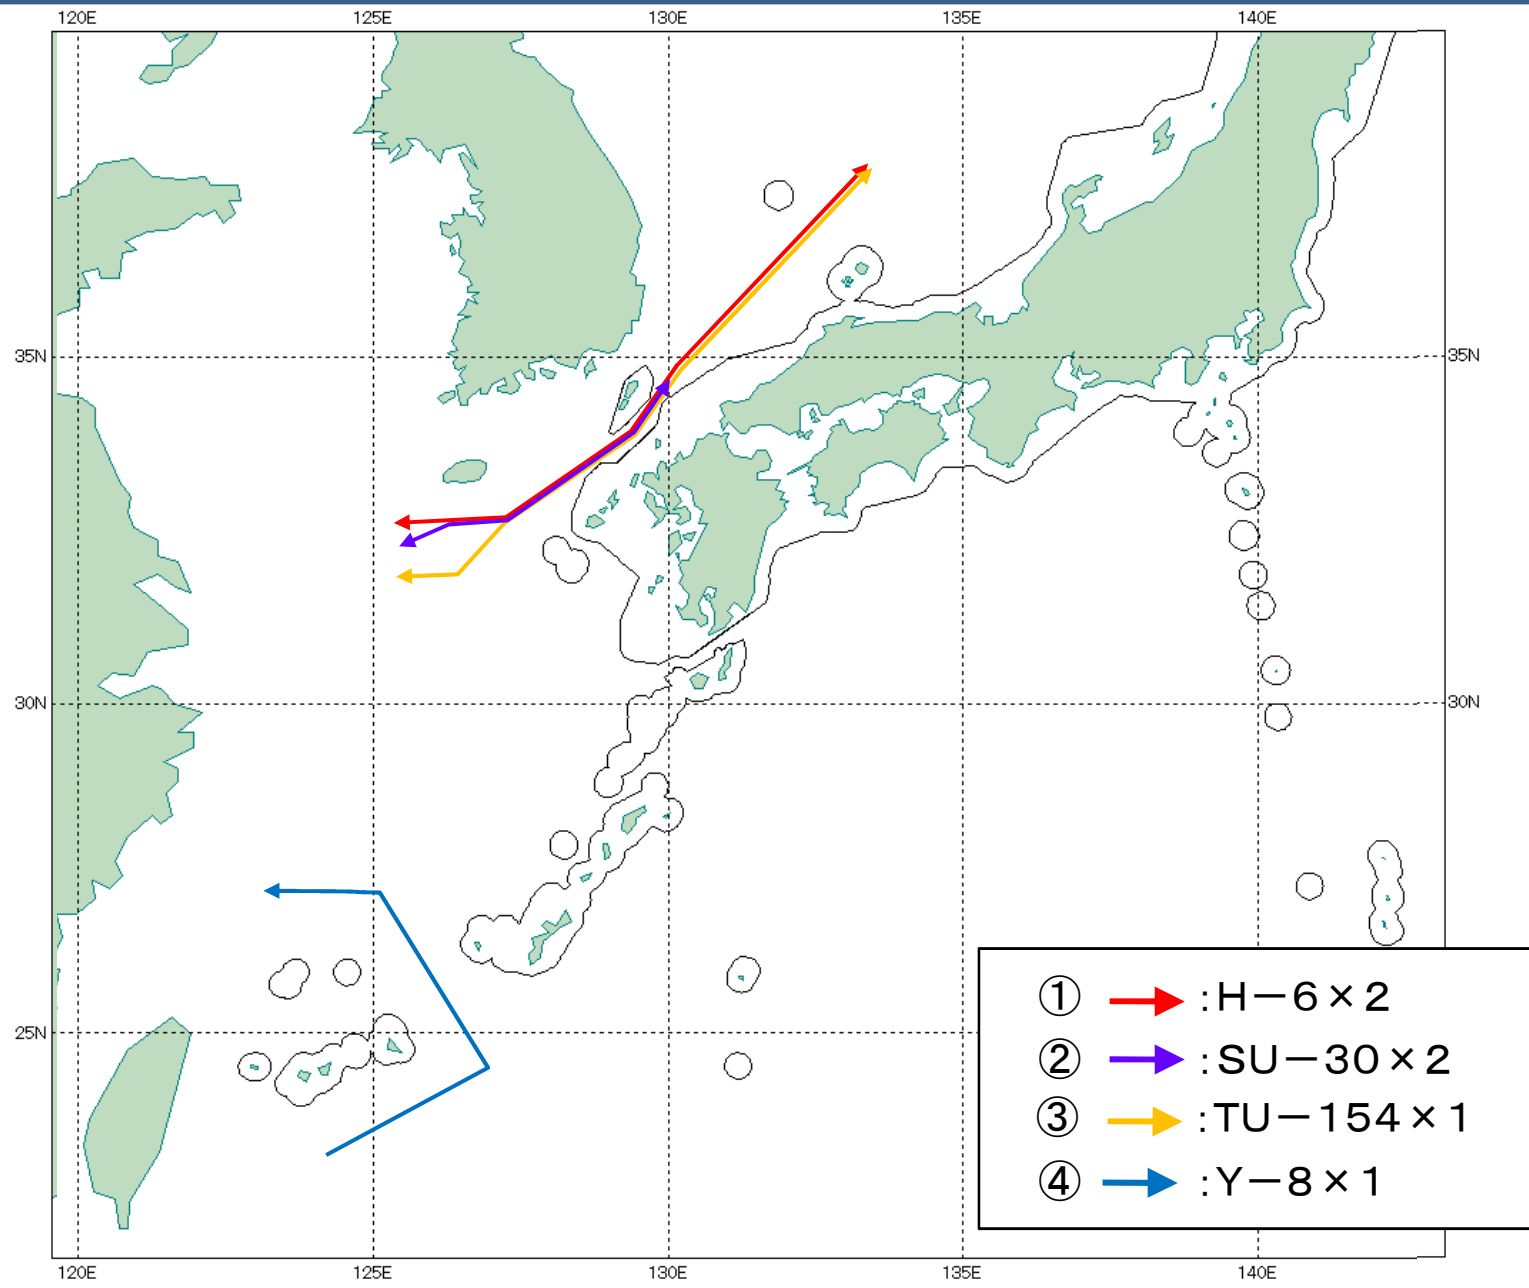 120E 125E 130E 135E 140E
35N 35N
30N 30N
25N
① :H－6×2
② :SU－30×2
③ :TU－154×1
④ :Y－8×1
120E 125E 130E 135E 140E